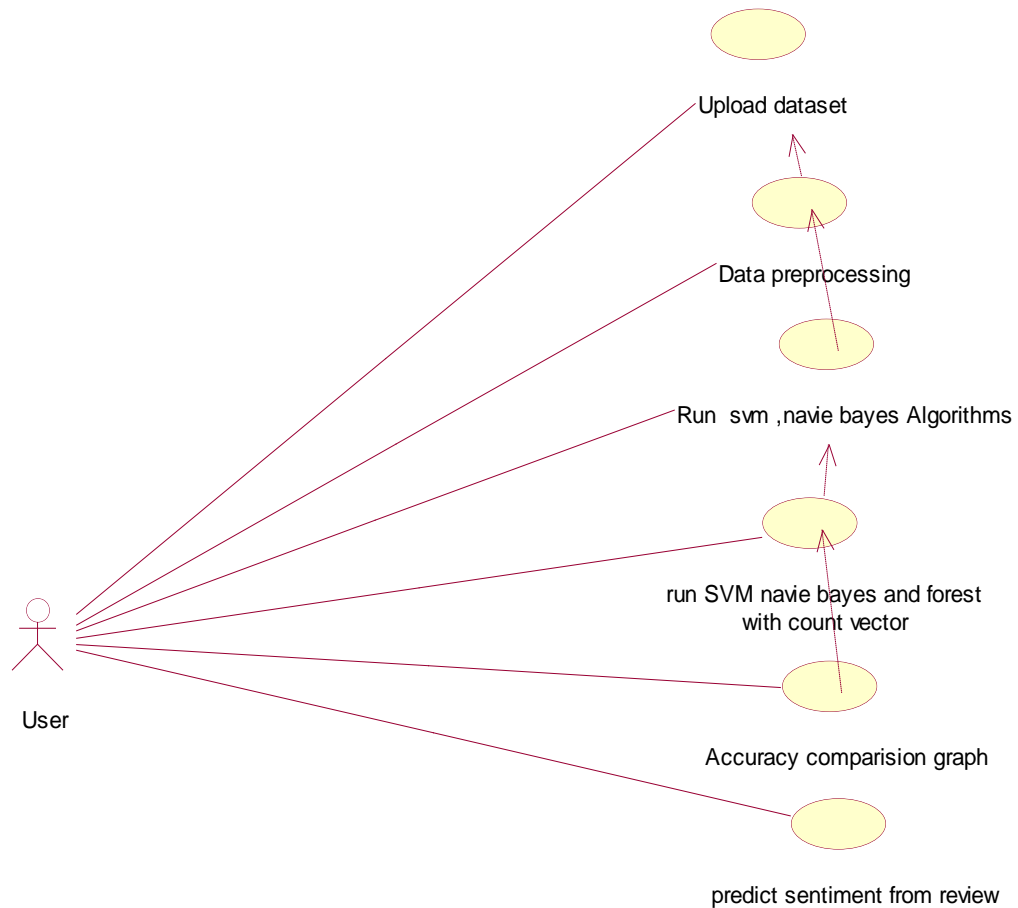 Upload dataset
Data preprocessing
Run svm ,navie bayes Algorithms
run SVM navie bayes and forest
with count vector
User
Accuracy comparision graph
predict sentiment from review